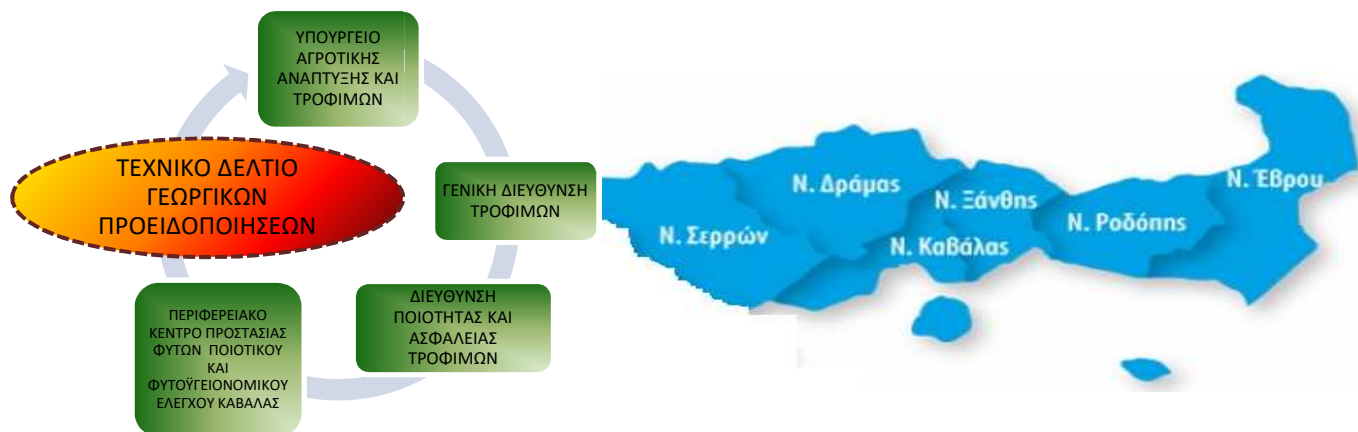 ΥΠΟΥΡΓΕΙΟ
ΑΓΡΟΤΙΚΗΣ
ΑΝΑΠΤΥΞΗΣ ΚΑΙ
ΤΡΟΦΙΜΩΝ
ΤΕΧΝΙΚΟ ΔΕΛΤΙΟ
ΓΕΩΡΓΙΚΩΝ
ΠΡΟΕΙΔΟΠΟΙΗΣΕΩΝ
ΓΕΝΙΚΗ ΔΙΕΥΘΥΝΣΗ
ΤΡΟΦΙΜΩΝ
ΔΙΕΥΘΥΝΣΗ
ΠΟΙΟΤΗΤΑΣ ΚΑΙ
ΑΣΦΑΛΕΙΑΣ
ΤΡΟΦΙΜΩΝ
ΠΕΡΙΦΕΡΕΙΑΚΟ
ΚΕΝΤΡΟ ΠΡΟΣΤΑΣΙΑΣ
ΦΥΤΩΝ ΠΟΙΟΤΙΚΟΥ
ΚΑΙ
ΦΥΤΟΫΓΕΙΟΝΟΜΙΚΟΥ
ΕΛΕΓΧΟΥ ΚΑΒΑΛΑΣ
Ν. Σερρών
Ν. Δράμας
Ν. Καβάλας
Ν. Ξάνθης
Ν. Ροδόπης
Ν. Έβρου